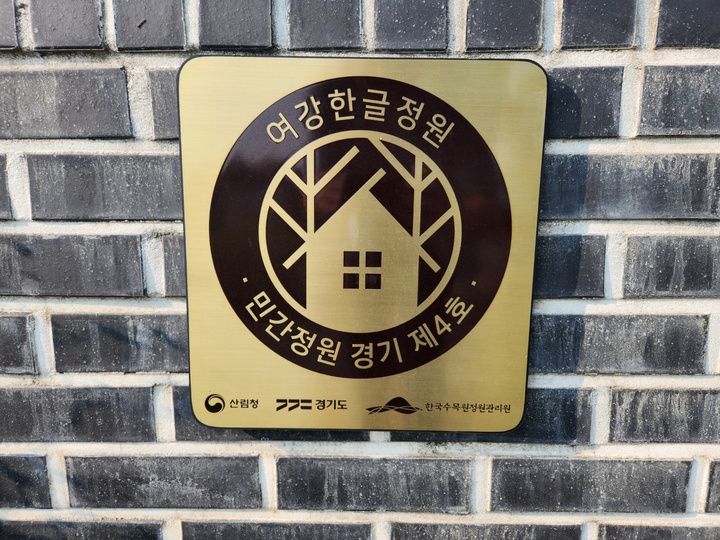 여강한글정원
· 민간정원 경기 제4호 ·
산림청 경기도 한국수목원정원관리원